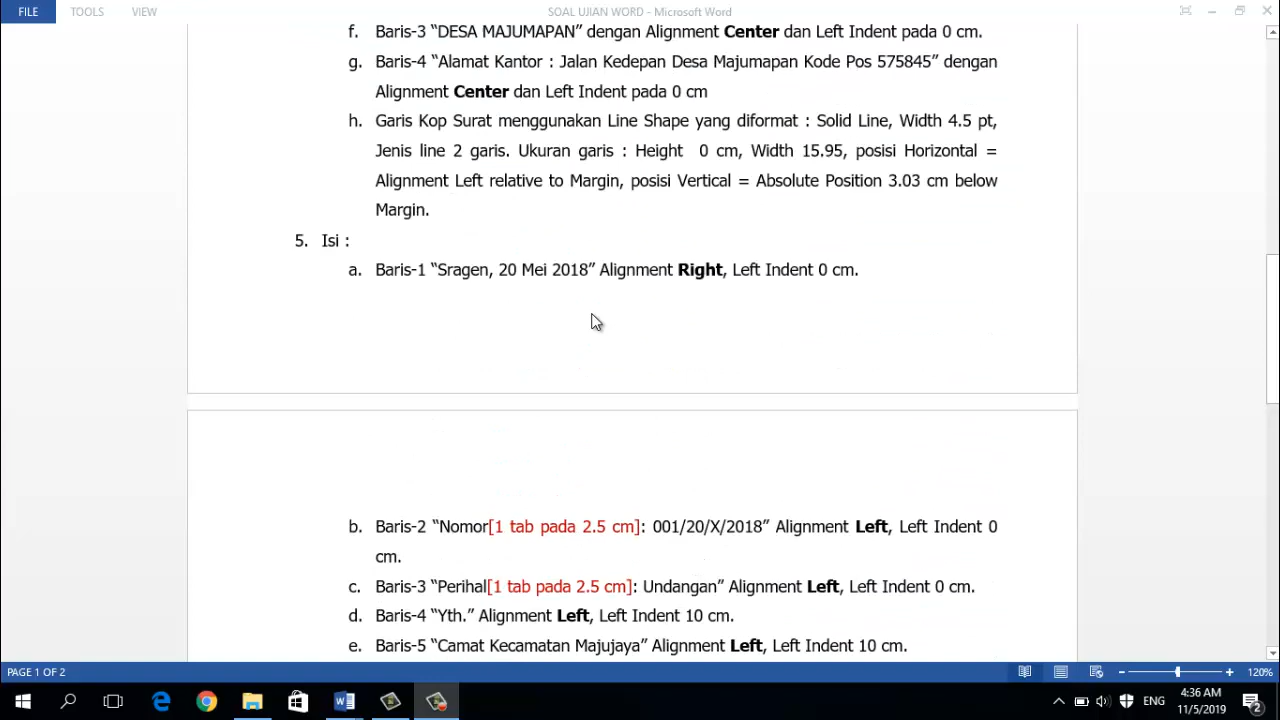 FILE TOOLS VIEW SOAL UJIAN WORD - Microsoft Word
f. Baris-3 “DESA MAJUMAPAN” dengan Alignment Center dan Left Indent pada 0 cm.
g. Baris-4 “Alamat Kantor : Jalan Kedepan Desa Majumapan Kode Pos 575845” dengan
Alignment Center dan Left Indent pada 0 cm
h. Garis Kop Surat menggunakan Line Shape yang diformat : Solid Line, Width 4.5 pt,
Jenis line 2 garis. Ukuran garis : Height 0 cm, Width 15.95, posisi Horizontal =
Alignment Left relative to Margin, posisi Vertical = Absolute Position 3.03 cm below
Margin.
5. Isi :
a. Baris-1 “Sragen, 20 Mei 2018” Alignment Right, Left Indent 0 cm.
b. Baris-2 “Nomor[1 tab pada 2.5 cm]: 001/20/X/2018” Alignment Left, Left Indent 0
cm.
c. Baris-3 “Perihal[1 tab pada 2.5 cm]: Undangan” Alignment Left, Left Indent 0 cm.
d. Baris-4 “Yth.” Alignment Left, Left Indent 10 cm.
e. Baris-5 “Camat Kecamatan Majujaya” Alignment Left, Left Indent 10 cm.
PAGE 1 OF 2 120%
ENG 4:36 AM
11/5/2019 2